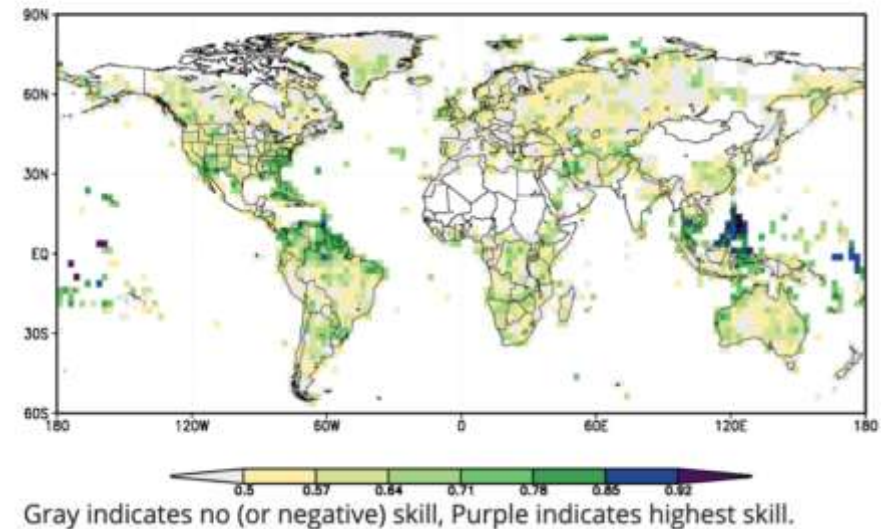 90N
60N
30N
EQ
30S
60S
180 120W 60W 0 60E 120E 180
0.5 0.57 0.64 0.71 0.78 0.85 0.92
Gray indicates no (or negative) skill, Purple indicates highest skill.